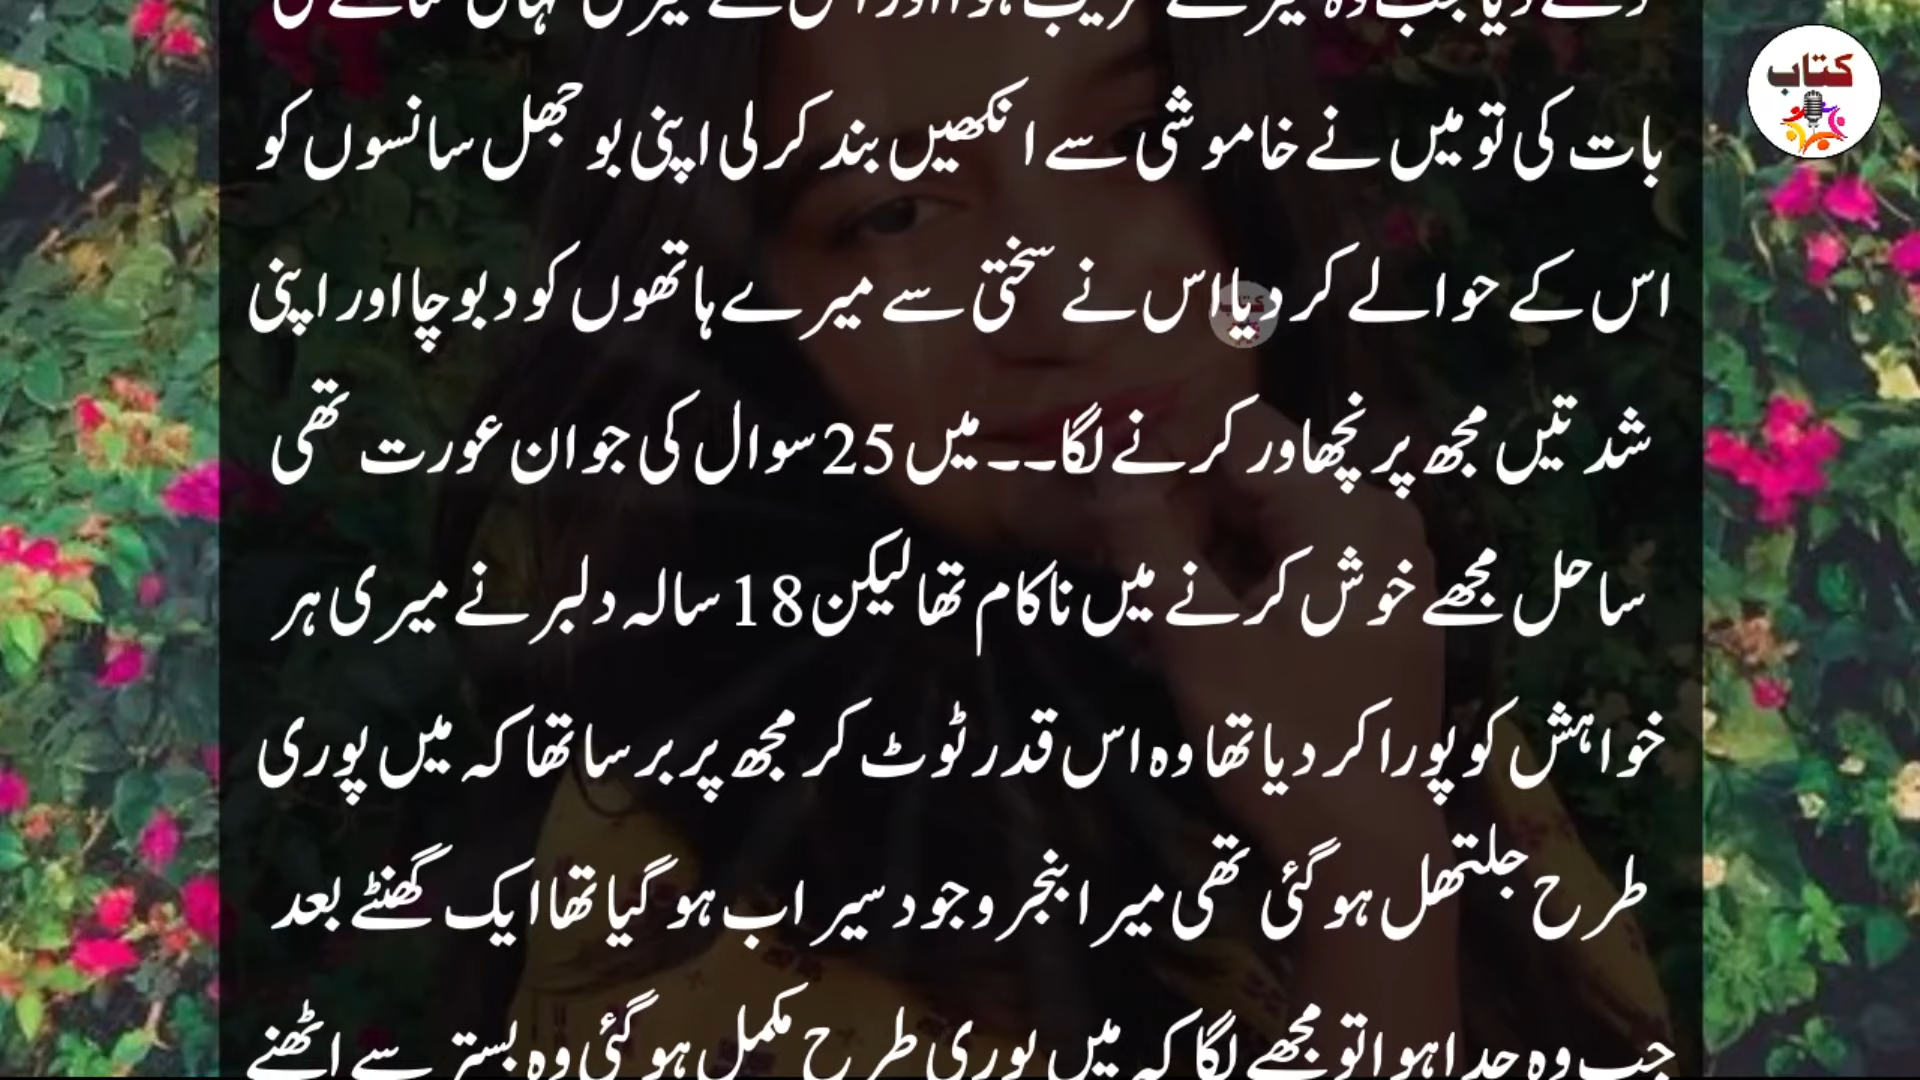 بات کی تو میں نے خاموشی سے انکھیں بند کر لی اپنی بوجھل سانسوں کو
اس کے حوالے کر دیا اس نے سختی سے میرے ہاتھوں کو دبوچا اور اپنی
شدتیں مجھ پر نچھاور کرنے لگا۔۔ میں 25 سوال کی جوان عورت تھی
ساحل مجھے خوش کرنے میں ناکام تھا لیکن 18 سالہ دلبر نے میری ہر
خواہش کو پورا کر دیا تھا وہ اس قدر ٹوٹ کر مجھ پر برسا تھا کہ میں پوری
طرح جلتھل ہو گئی تھی میرا بنجر وجود سیراب ہو گیا تھا ایک گھنٹے بعد
جب وہ جدا ہوا تو مجھے لگا کہ میں پوری طرح مکمل ہو گئی وہ بستر سے اٹھنے
کتاب